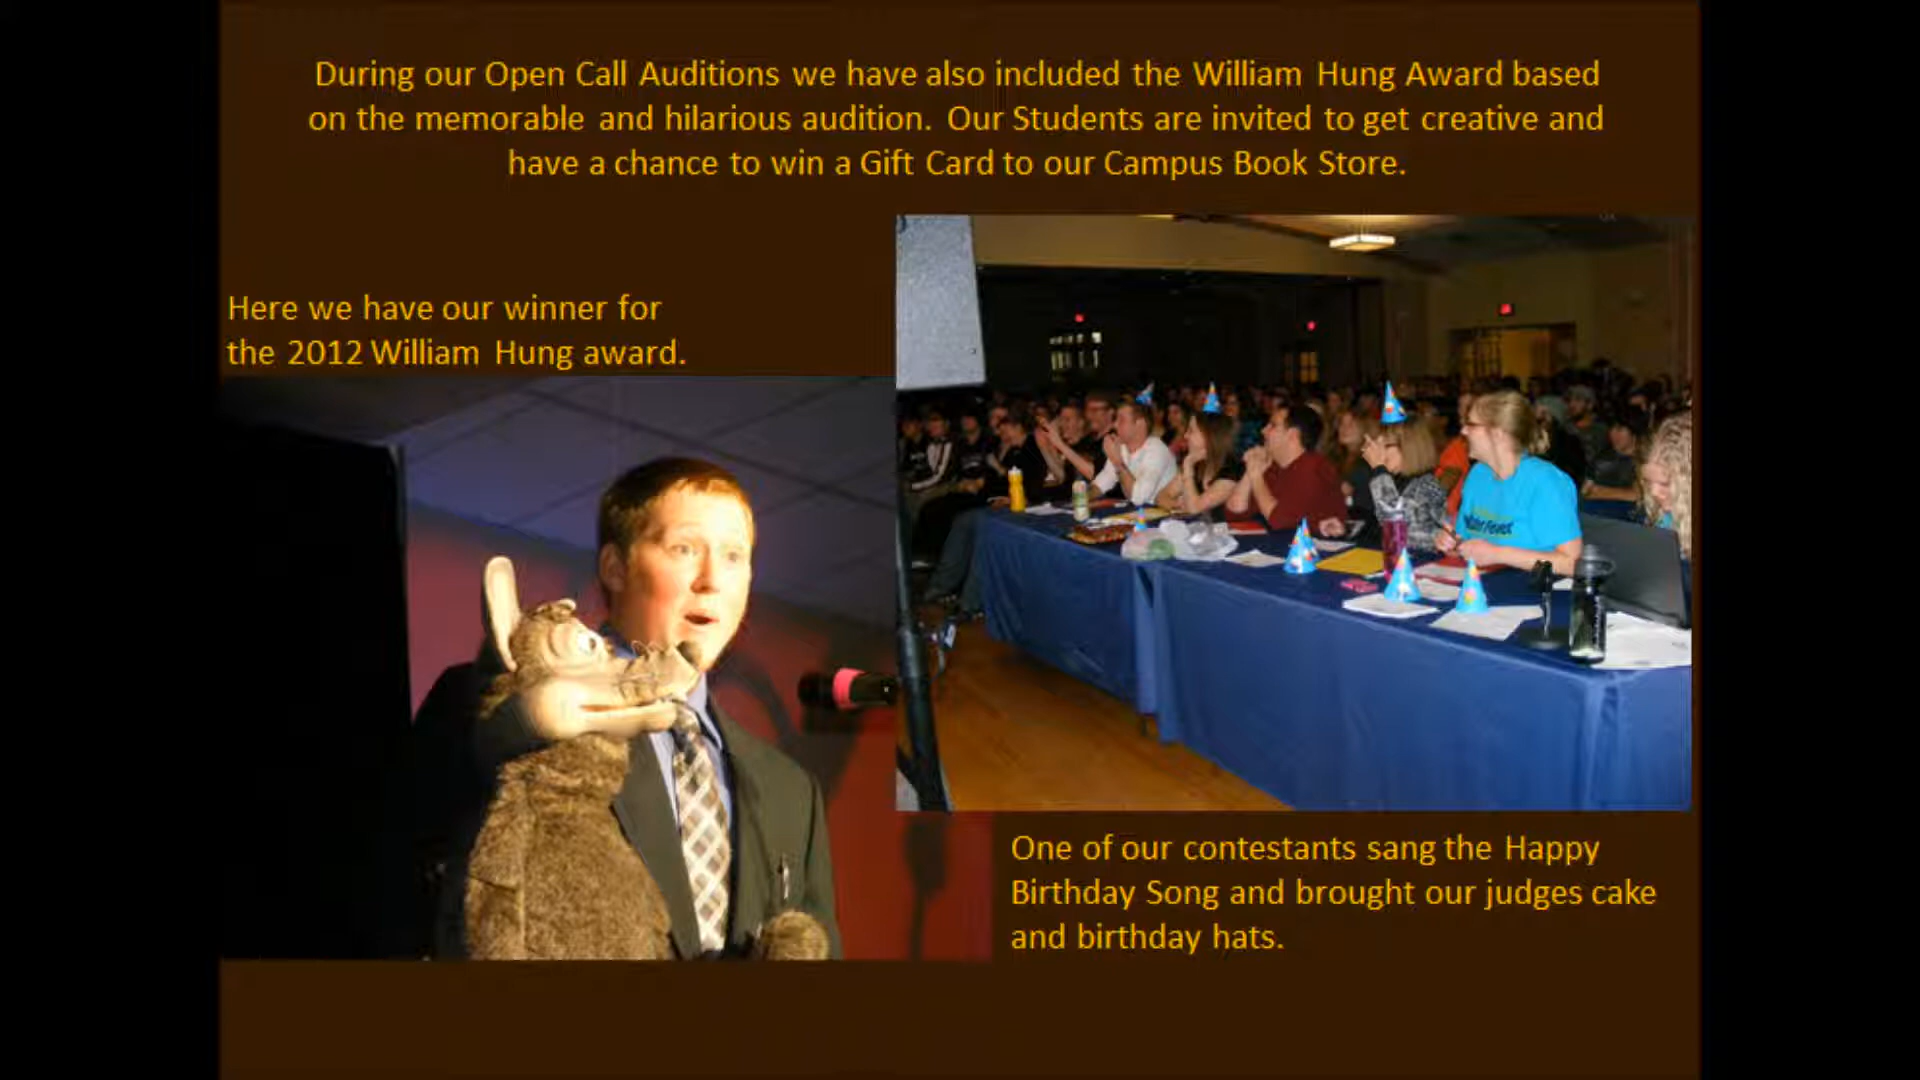 During our Open Call Auditions we have also included the William Hung Award based
on the memorable and hilarious audition. Our Students are invited to get creative and
have a chance to win a Gift Card to our Campus Book Store.
Here we have our winner for
the 2012 William Hung award.
One of our contestants sang the Happy
Birthday Song and brought our judges cake
and birthday hats.